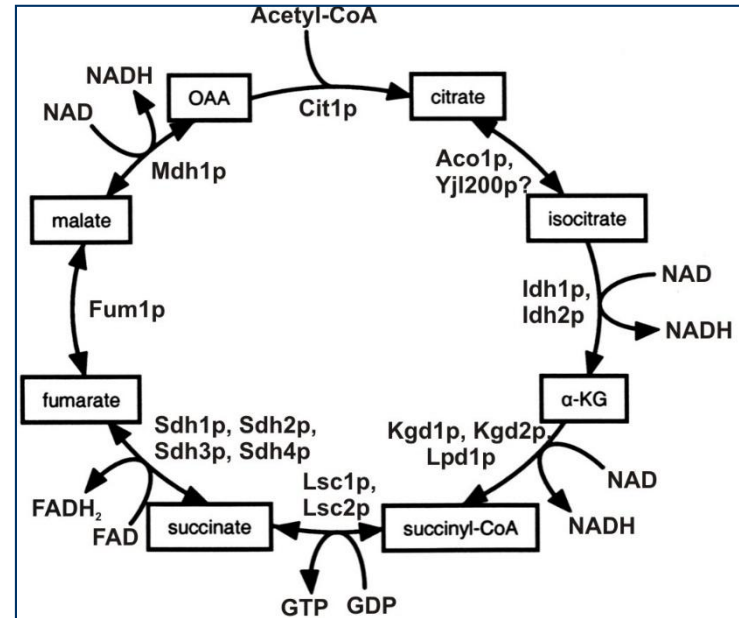 Acetyl-CoA
NADH
NAD
OAA
Cit1p
citrate
Mdh1p
Aco1p,
Yjl200p?
malate
isocitrate
Idh1p,
Idh2p
NAD
NADH
Fum1p
fumarate
α-KG
Sdh1p, Sdh2p,
Sdh3p, Sdh4p
Kgd1p, Kgd2p,
Lpd1p
Lsc1p,
Lsc2p
NAD
NADH
FADH₂
FAD
succinate
succinyl-CoA
GTP
GDP